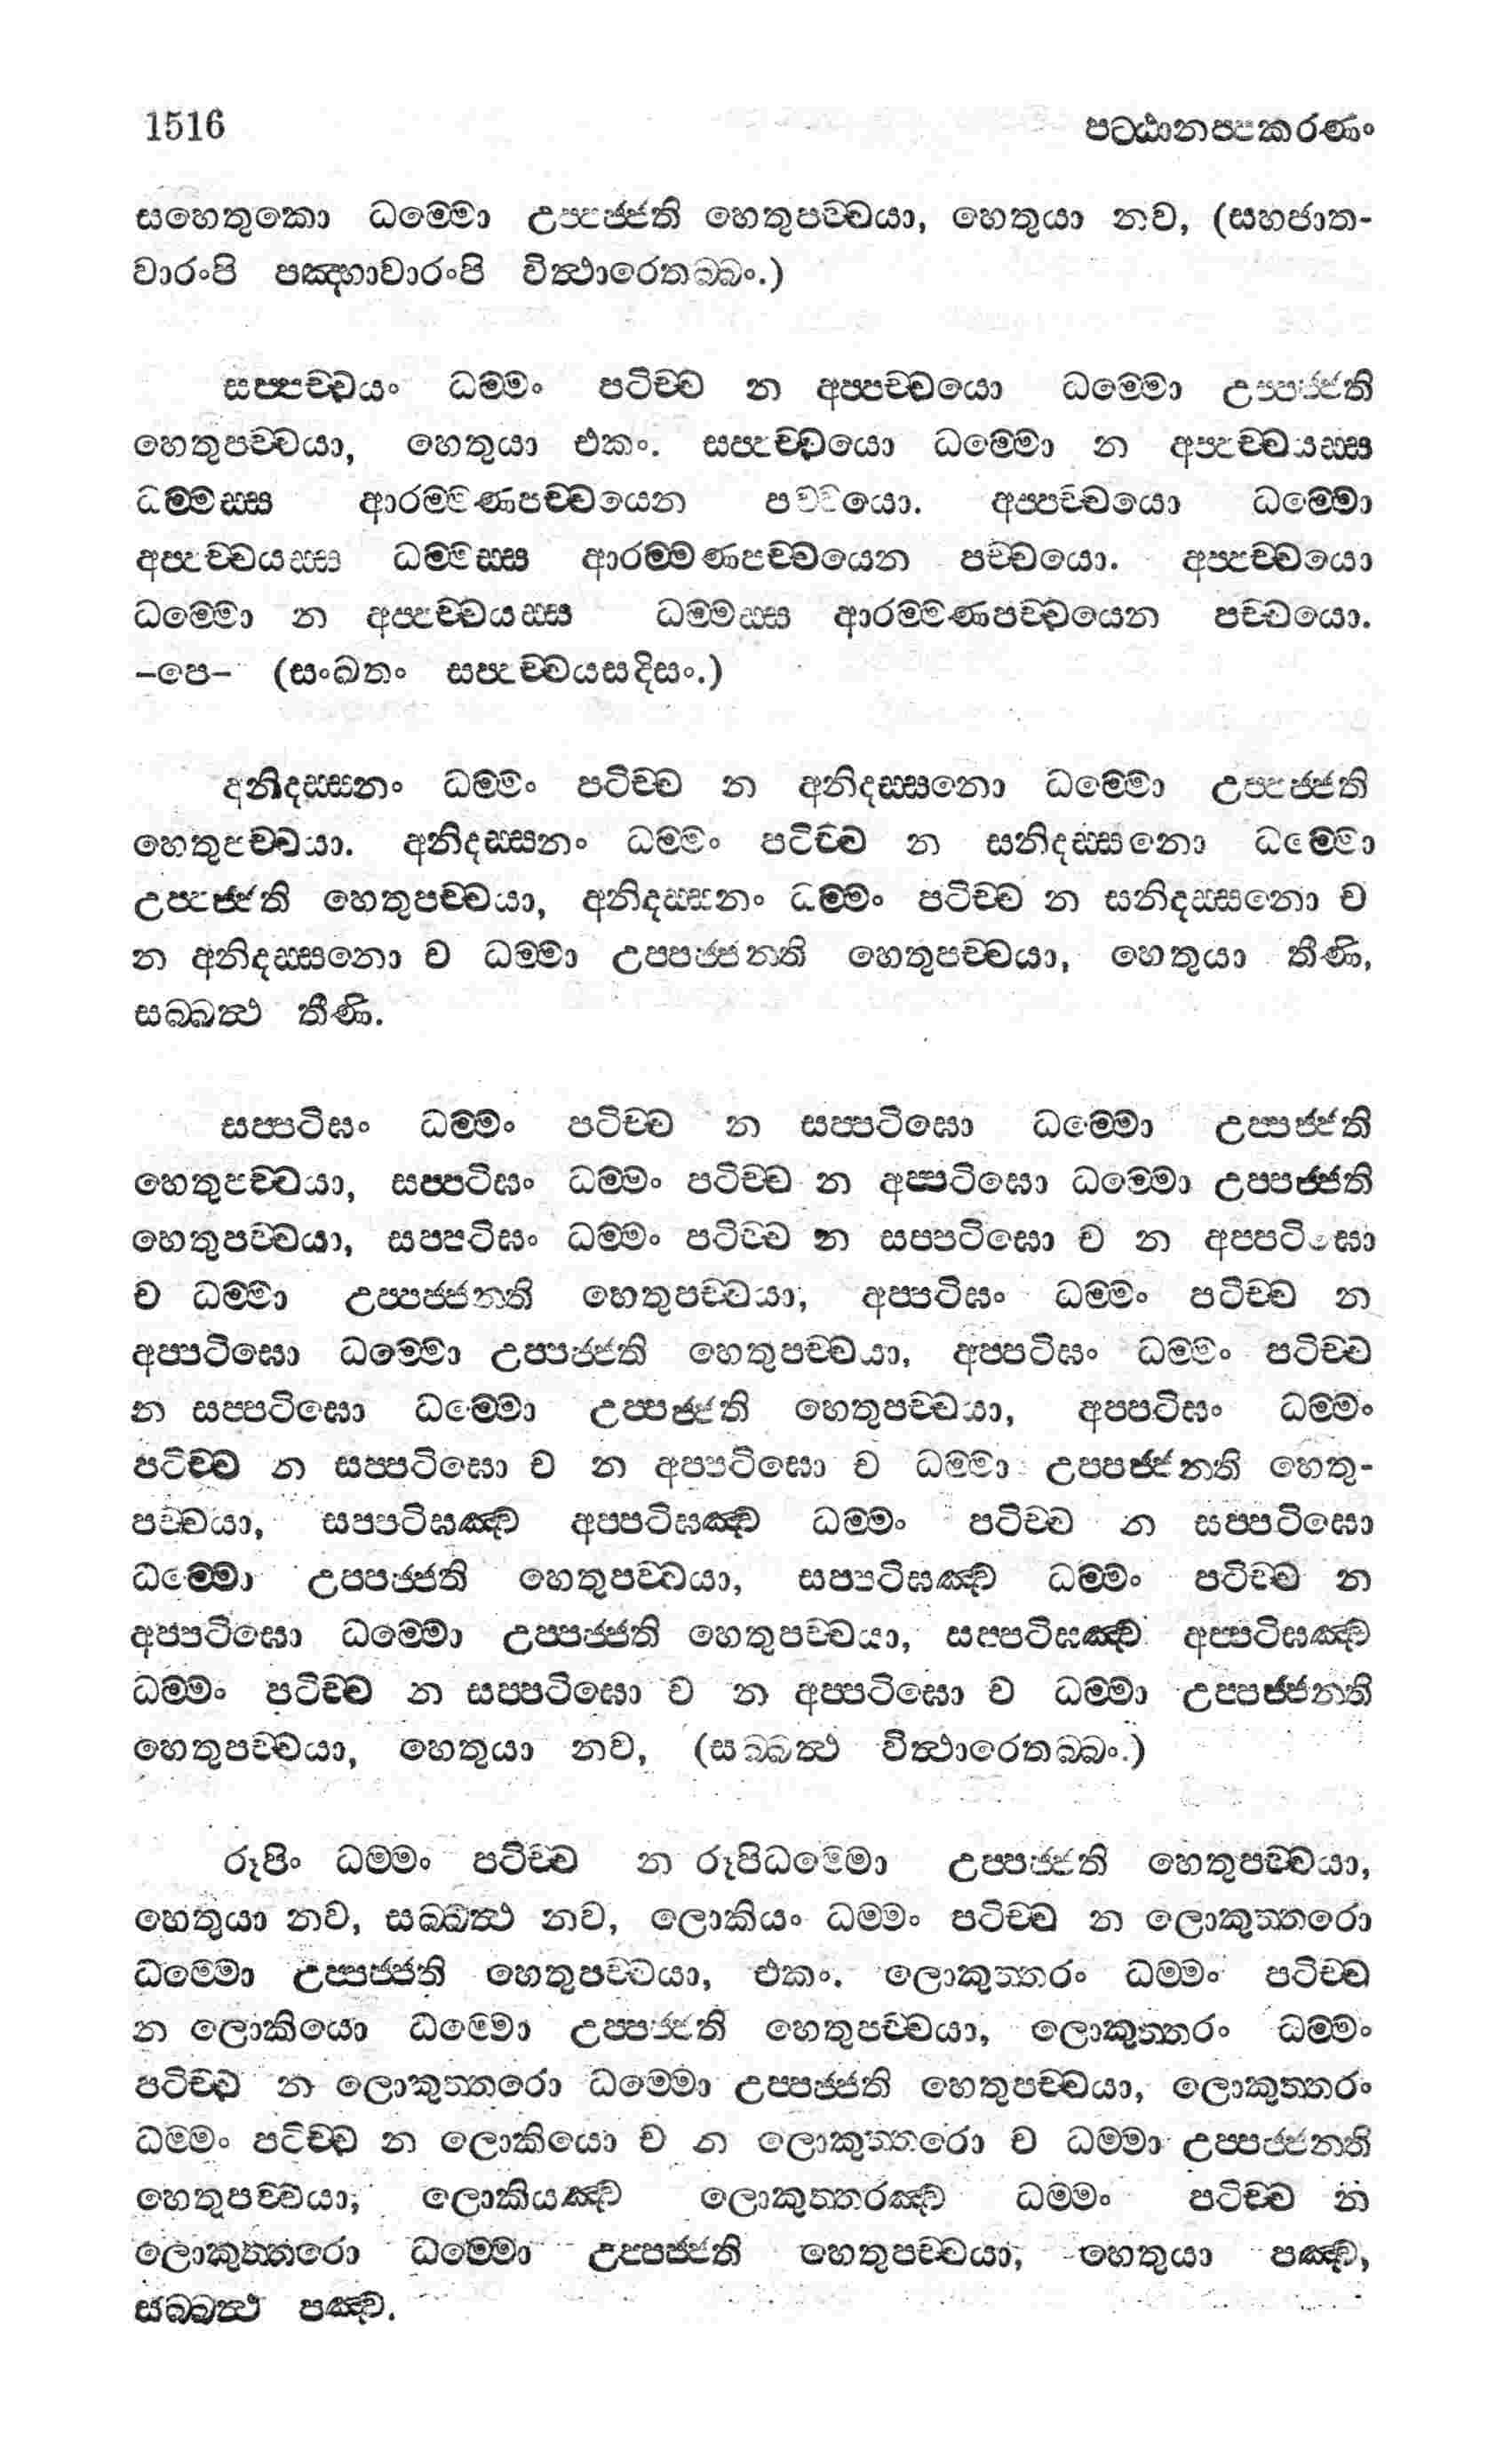 1516 පට්ඨානප්පකරණං
සහෙතුකො ධම්මො උප්පජ්ජති හෙතුපච්චයා, හෙතුයා නව, (සහජාත-
වාරංපි පඤ්හාවාරංපි විත්ථාරෙතබ්බං.)
සප්පච්චයං ධම්මං පටිච්ච න අප්පච්චයො ධම්මො උප්පජ්ජති
හෙතුපච්චයා, හෙතුයා එකං. සප්පච්චයො ධම්මො න අප්පච්චයස්ස
ධම්මස්ස ආරම්මණපච්චයෙන පච්චයො. අප්පච්චයො ධම්මො
අප්පච්චයස්ස ධම්මස්ස ආරම්මණපච්චයෙන පච්චයො. අප්පච්චයො
ධම්මො න අප්පච්චයස්ස ධම්මස්ස ආරම්මණපච්චයෙන පච්චයො.
–පෙ– (සංඛතං සප්පච්චයසදිසං.)
අනිදස්සනං ධම්මං පටිච්ච න අනිදස්සනො ධම්මො උප්පජ්ජති
හෙතුපච්චයා. අනිදස්සනං ධම්මං පටිච්ච න සනිදස්සනො ධම්මො
උප්පජ්ජති හෙතුපච්චයා, අනිදස්සනං ධම්මං පටිච්ච න සනිදස්සනො ච
න අනිදස්සනො ච ධම්මා උප්පජ්ජන්ති හෙතුපච්චයා, හෙතුයා තීණි,
සබ්බත්ථ තීණි.
සප්පටිඝං ධම්මං පටිච්ච න සප්පටිඝො ධම්මො උප්පජ්ජති
හෙතුපච්චයා, සප්පටිඝං ධම්මං පටිච්ච න අප්පටිඝො ධම්මො උප්පජ්ජති
හෙතුපච්චයා, සප්පටිඝං ධම්මං පටිච්ච න සප්පටිඝො ච න අප්පටිඝො
ච ධම්මා උප්පජ්ජන්ති හෙතුපච්චයා, අප්පටිඝං ධම්මං පටිච්ච න
අප්පටිඝො ධම්මො උප්පජ්ජති හෙතුපච්චයා, අප්පටිඝං ධම්මං පටිච්ච
න සප්පටිඝො ධම්මො උප්පජ්ජති හෙතුපච්චයා, අප්පටිඝං ධම්මං
පටිච්ච න සප්පටිඝො ච න අප්පටිඝො ච ධම්මා උප්පජ්ජන්ති හෙතු-
පච්චයා, සප්පටිඝඤ්ච අප්පටිඝඤ්ච ධම්මං පටිච්ච න සප්පටිඝො
ධම්මො උප්පජ්ජති හෙතුපච්චයා, සප්පටිඝඤ්ච ධම්මං පටිච්ච න
අප්පටිඝො ධම්මො උප්පජ්ජති හෙතුපච්චයා, සප්පටිඝඤ්ච අප්පටිඝඤ්ච
ධම්මං පටිච්ච න සප්පටිඝො ච න අප්පටිඝො ච ධම්මා උප්පජ්ජන්ති
හෙතුපච්චයා, හෙතුයා නව, (සබ්බත්ථ විත්ථාරෙතබ්බං.)
රූපිං ධම්මං පටිච්ච න රූපිධම්මො උප්පජ්ජති හෙතුපච්චයා,
හෙතුයා නව, සබ්බත්ථ නව, ලොකියං ධම්මං පටිච්ච න ලොකුත්තරො
ධම්මො උප්පජ්ජති හෙතුපච්චයා, එකං. ලොකුත්තරං ධම්මං පටිච්ච
න ලොකියො ධම්මො උප්පජ්ජති හෙතුපච්චයා, ලොකුත්තරං ධම්මං
පටිච්ච න ලොකුත්තරො ධම්මො උප්පජ්ජති හෙතුපච්චයා, ලොකුත්තරං
ධම්මං පටිච්ච න ලොකියො ච න ලොකුත්තරො ච ධම්මා උප්පජ්ජන්ති
හෙතුපච්චයා, ලොකියඤ්ච ලොකුත්තරඤ්ච ධම්මං පටිච්ච න
ලොකුත්තරො ධම්මො උප්පජ්ජති හෙතුපච්චයා, හෙතුයා පඤ්ච,
සබ්බත්ථ පඤ්ච.